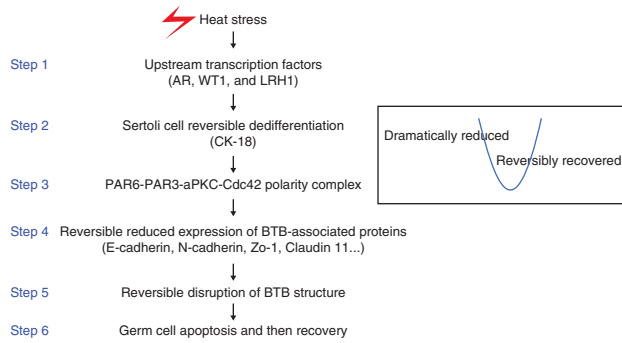 Heat stress
Step 1
Upstream transcription factors
(AR, WT1, and LRH1)
Step 2
Sertoli cell reversible dedifferentiation
(CK-18)
Dramatically reduced
Reversibly recovered
Step 3
PAR6-PAR3-aPKC-Cdc42 polarity complex
Step 4
Reversible reduced expression of BTB-associated proteins
(E-cadherin, N-cadherin, Zo-1, Claudin 11...)
Step 5
Reversible disruption of BTB structure
Step 6
Germ cell apoptosis and then recovery